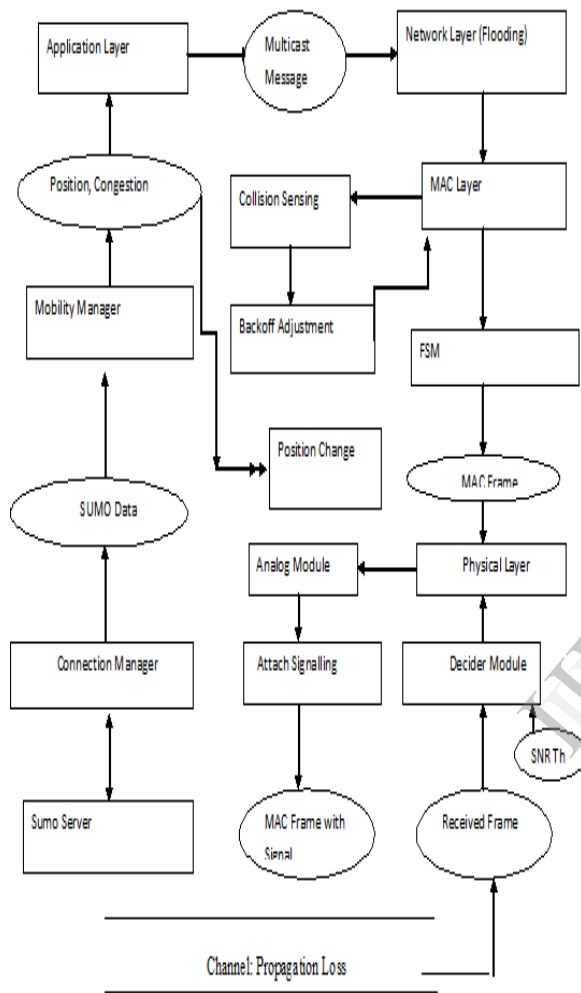 Application Layer
Multicast
Message
Network Layer (Flooding)
Position, Congestion
Collision Sensing
MAC Layer
Mobility Manager
Backoff Adjustment
FSM
Position Change
SUMO Data
MAC Frame
Analog Module
Physical Layer
Connection Manager
Attach Signalling
Decider Module
SNR Th
Sumo Server
MAC Frame with
Signal
Received Frame
Channel: Propagation Loss